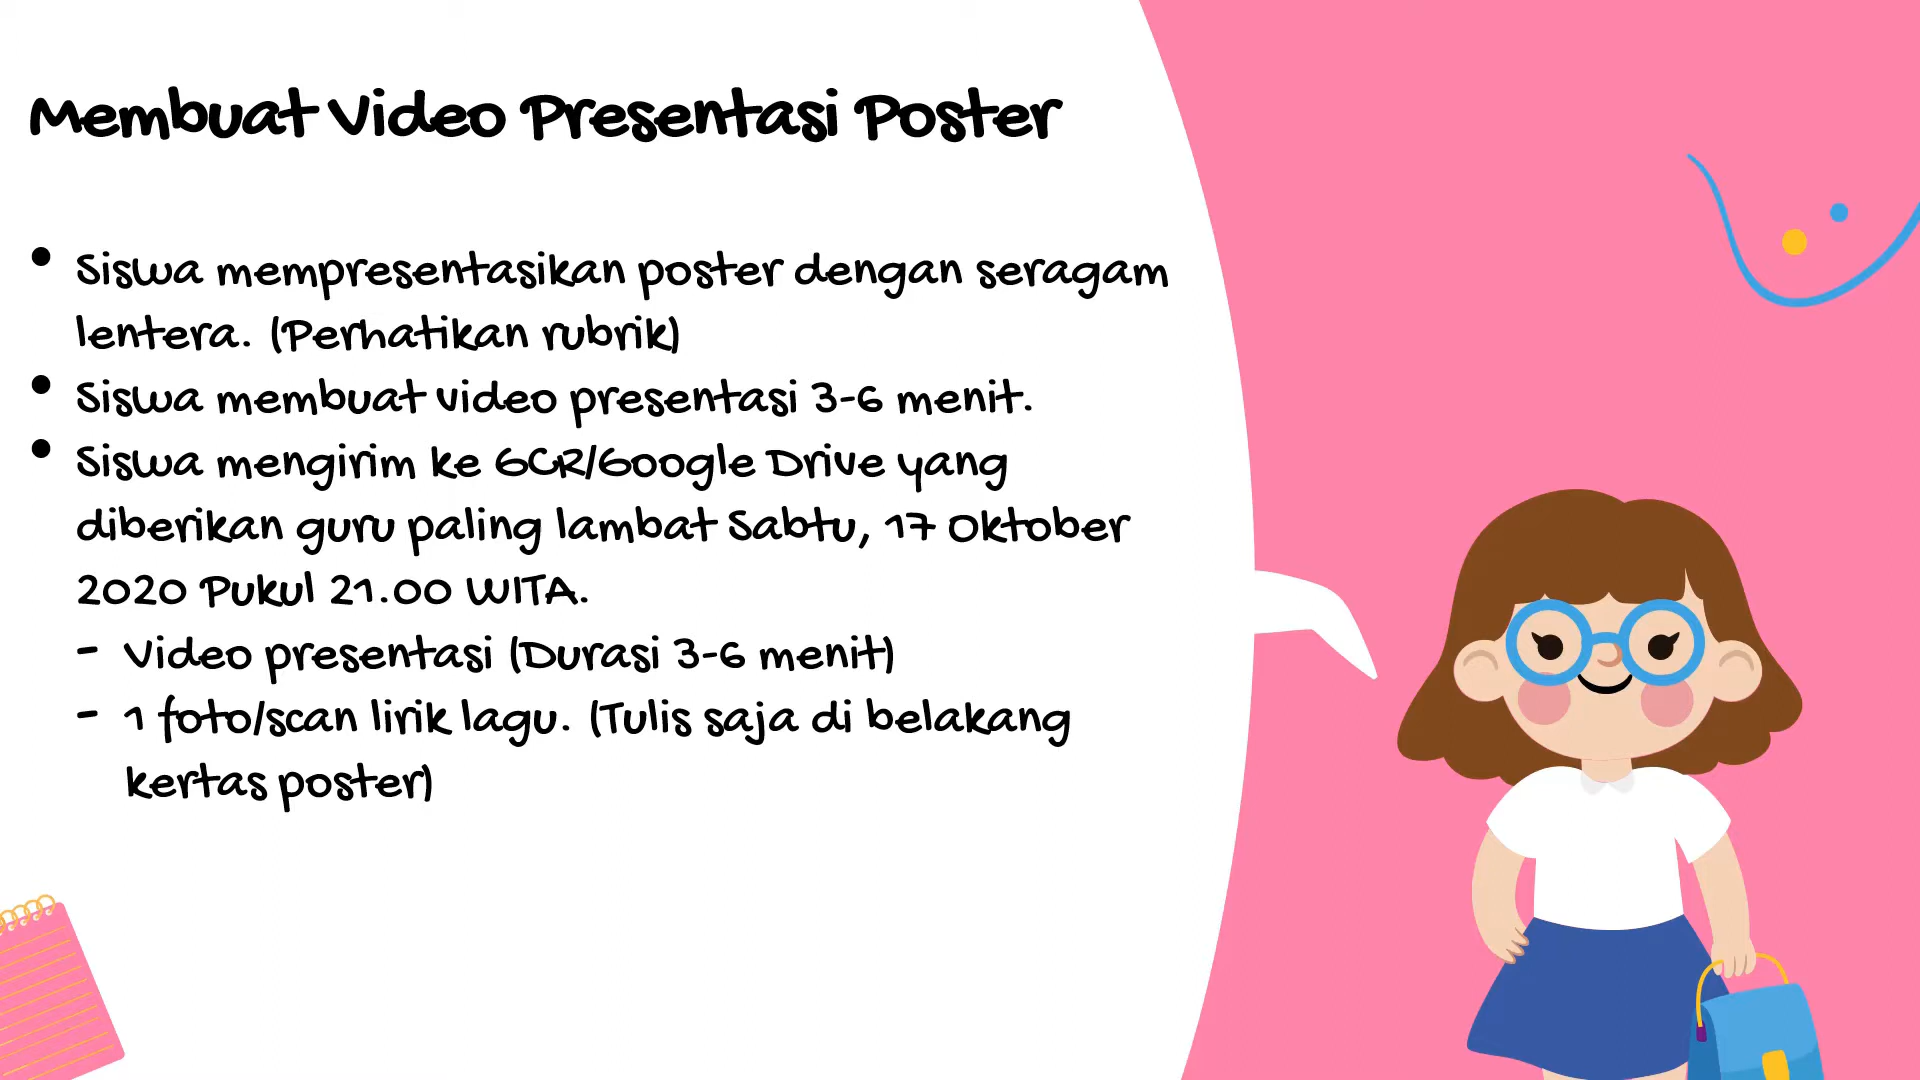 Membuat Video Presentasi Poster
• Siswa mempresentasikan poster dengan seragam
lentera. (Perhatikan rubrik)
• Siswa membuat video presentasi 3-6 menit.
• Siswa mengirim ke GCR/Google Drive yang
diberikan guru paling lambat Sabtu, 17 Oktober
2020 Pukul 21.00 WITA.
- Video presentasi (Durasi 3-6 menit)
- 1 foto/scan lirik lagu. (Tulis saja di belakang
kertas poster)